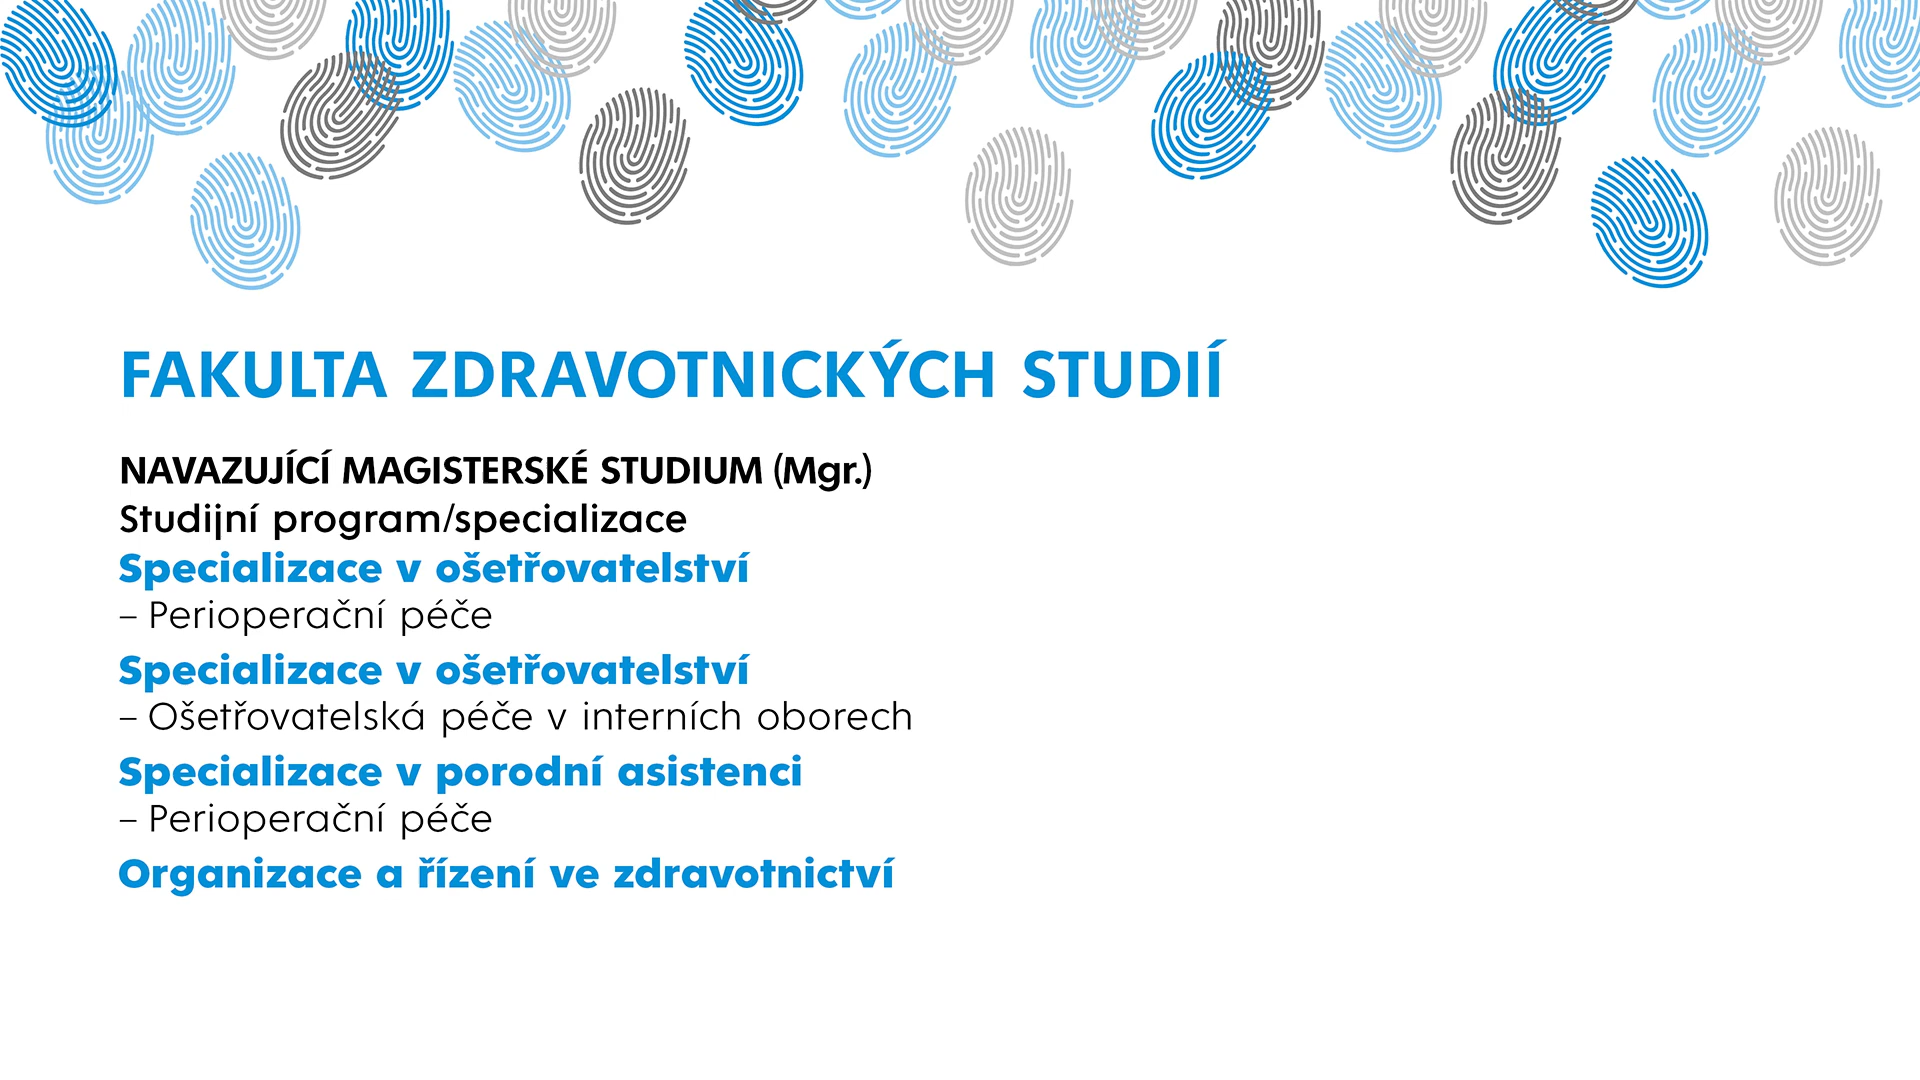 FAKULTA ZDRAVOTNICKÝCH STUDIÍ
NAVAZUJÍCÍ MAGISTERSKÉ STUDIUM (Mgr.)
Studijní program/specializace
Specializace v ošetřovatelství
– Perioperační péče
Specializace v ošetřovatelství
– Ošetřovatelská péče v interních oborech
Specializace v porodní asistenci
– Perioperační péče
Organizace a řízení ve zdravotnictví